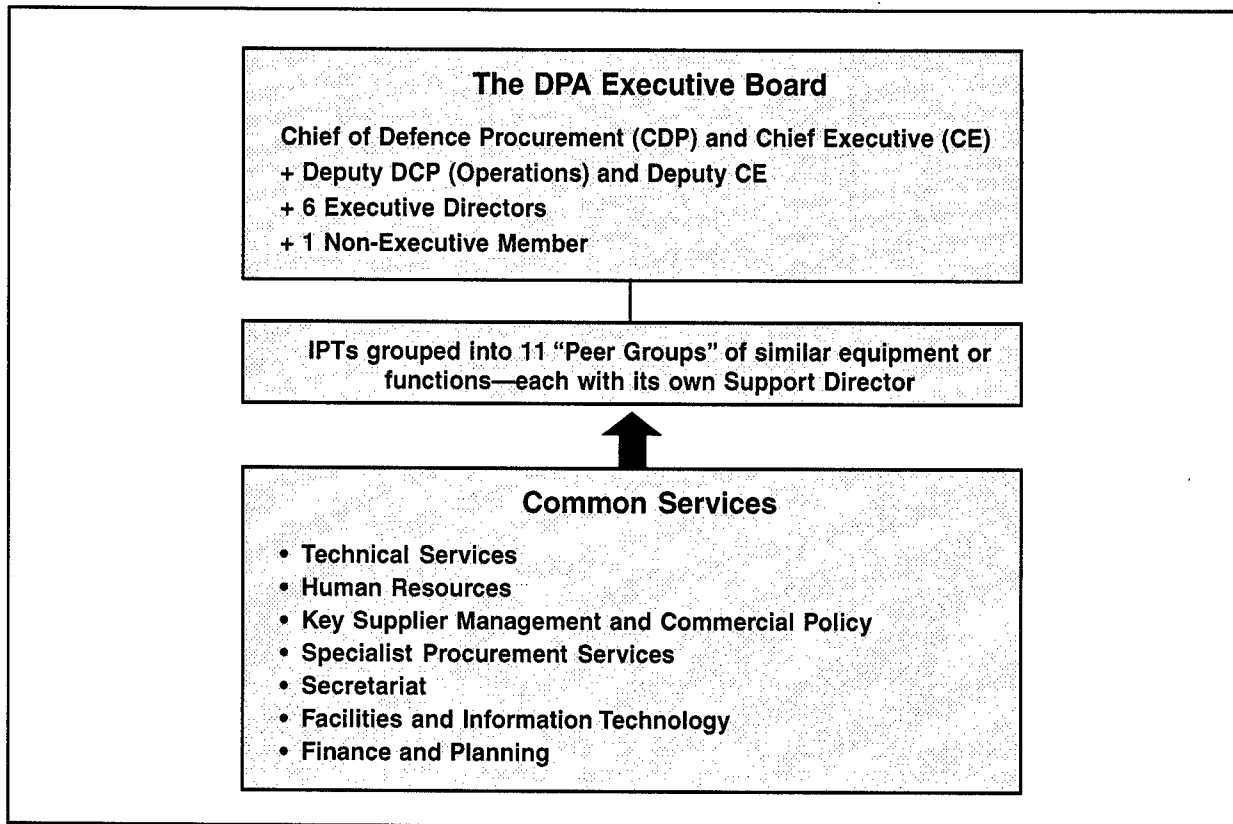 The DPA Executive Board
Chief of Defence Procurement (CDP) and Chief Executive (CE)
+ Deputy DCP (Operations) and Deputy CE
+ 6 Executive Directors
+ 1 Non-Executive Member
IPTs grouped into 11 “Peer Groups” of similar equipment or
functions—each with its own Support Director
Common Services
• Technical Services
• Human Resources
• Key Supplier Management and Commercial Policy
• Specialist Procurement Services
• Secretariat
• Facilities and Information Technology
• Finance and Planning